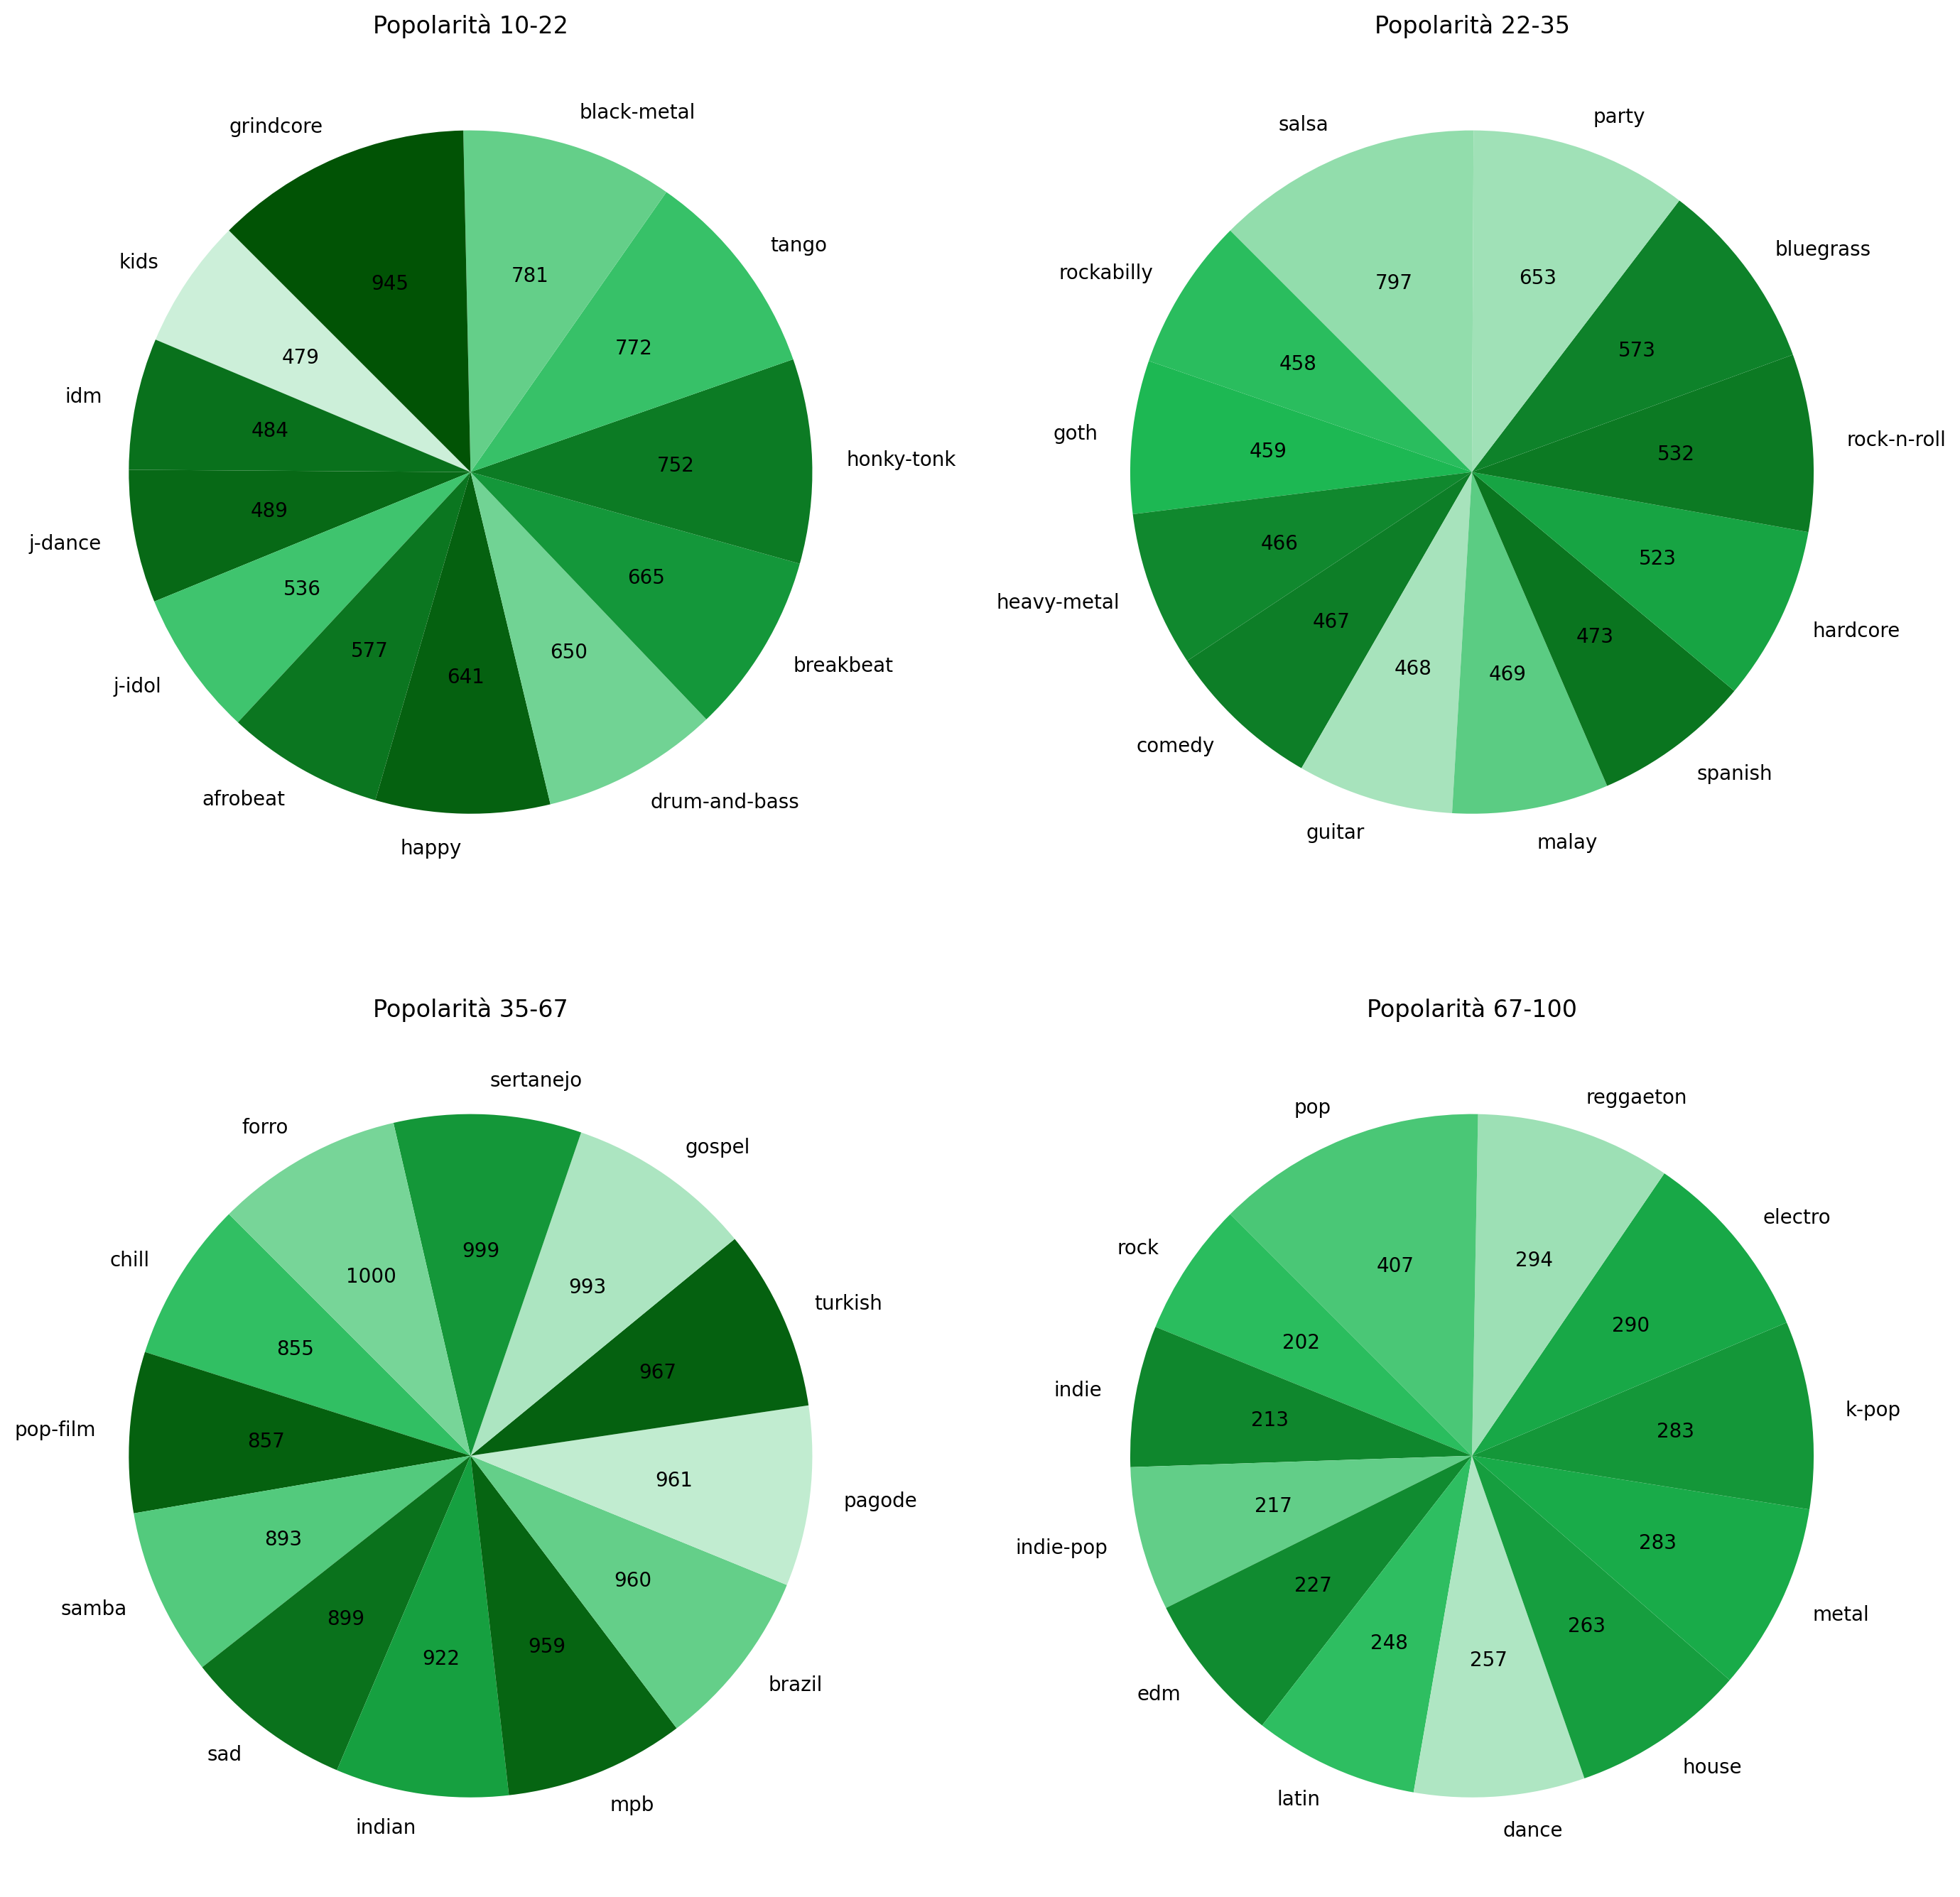 Popolarità 10-22
grindcore
945
black-metal
781
tango
772
honky-tonk
752
breakbeat
665
drum-and-bass
650
happy
641
afrobeat
577
j-idol
536
j-dance
489
idm
484
kids
479
Popolarità 22-35
salsa
797
party
653
bluegrass
573
rock-n-roll
532
hardcore
523
spanish
473
malay
469
guitar
468
comedy
467
heavy-metal
466
goth
459
rockabilly
458
Popolarità 35-67
forro
1000
sertanejo
999
gospel
993
turkish
967
pagode
961
brazil
960
mpb
959
indian
922
sad
899
samba
893
pop-film
857
chill
855
Popolarità 67-100
pop
407
reggaeton
294
electro
290
k-pop
283
metal
283
house
263
dance
257
latin
248
edm
227
indie-pop
217
indie
213
rock
202